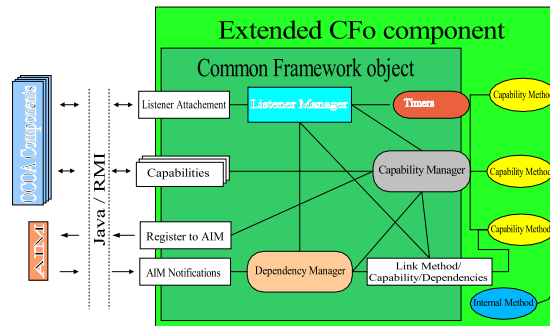 Extended CFo component
Common Framework object
Listener Attachement
Listener Manager
Timers
Capability Method
Components
Java / RMI
Capabilities
Capability Manager
Capability Method
Register to AIM
Capability Method
AIM
AIM Notifications
Dependency Manager
Link Method/
Capability/Dependencies
Internal Method